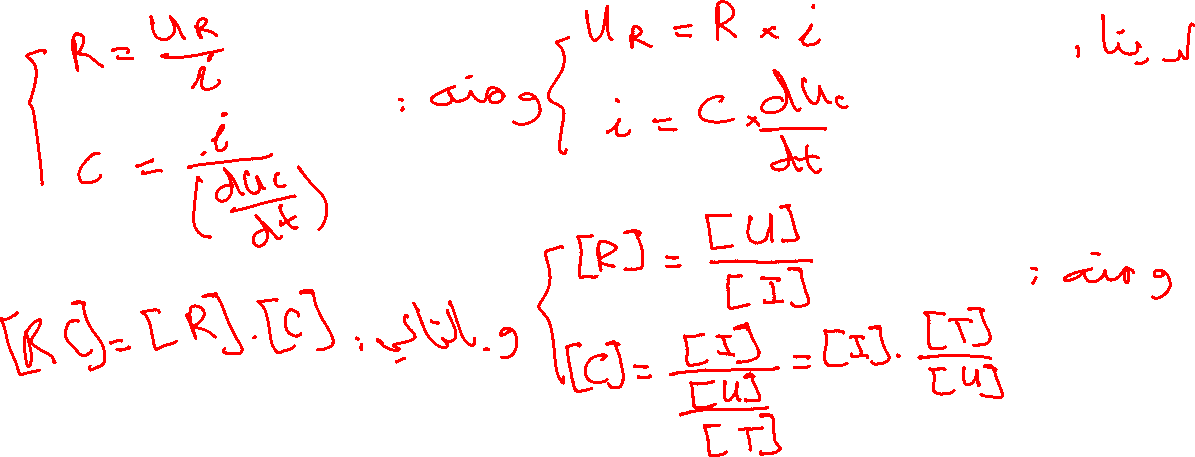 لدينا : { U_R = R × i    ومنه : { R = U_R / i
i = C × du_c/dt    C = i / (du_c/dt)
ومنه : { [R] = [U] / [I]
[C] = [I] / ([U]/[T]) = [I] . [T]/[U]    وبالتالي : [RC] = [R] . [C]